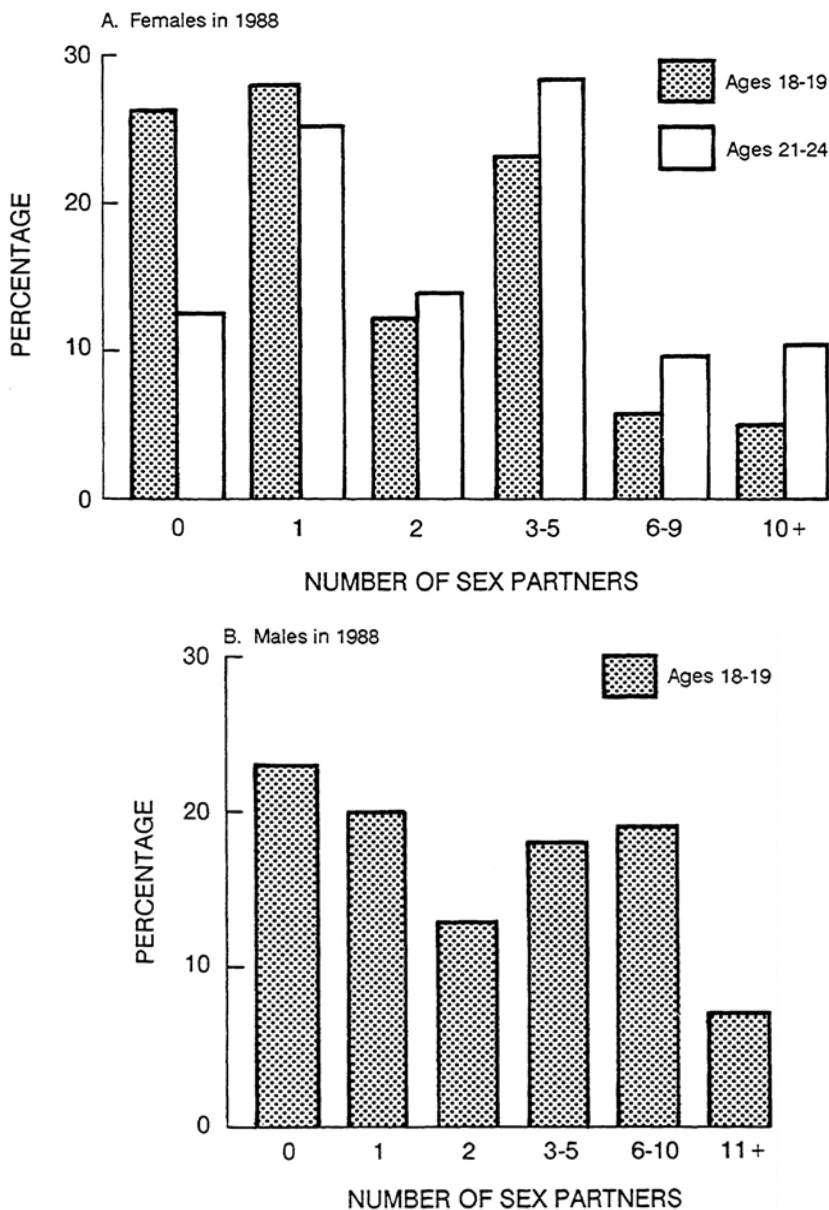 A. Females in 1988
30
20
10
0
PERCENTAGE
Ages 18-19
Ages 21-24
0 1 2 3-5 6-9 10+
NUMBER OF SEX PARTNERS
B. Males in 1988
30
20
10
0
PERCENTAGE
Ages 18-19
0 1 2 3-5 6-10 11+
NUMBER OF SEX PARTNERS